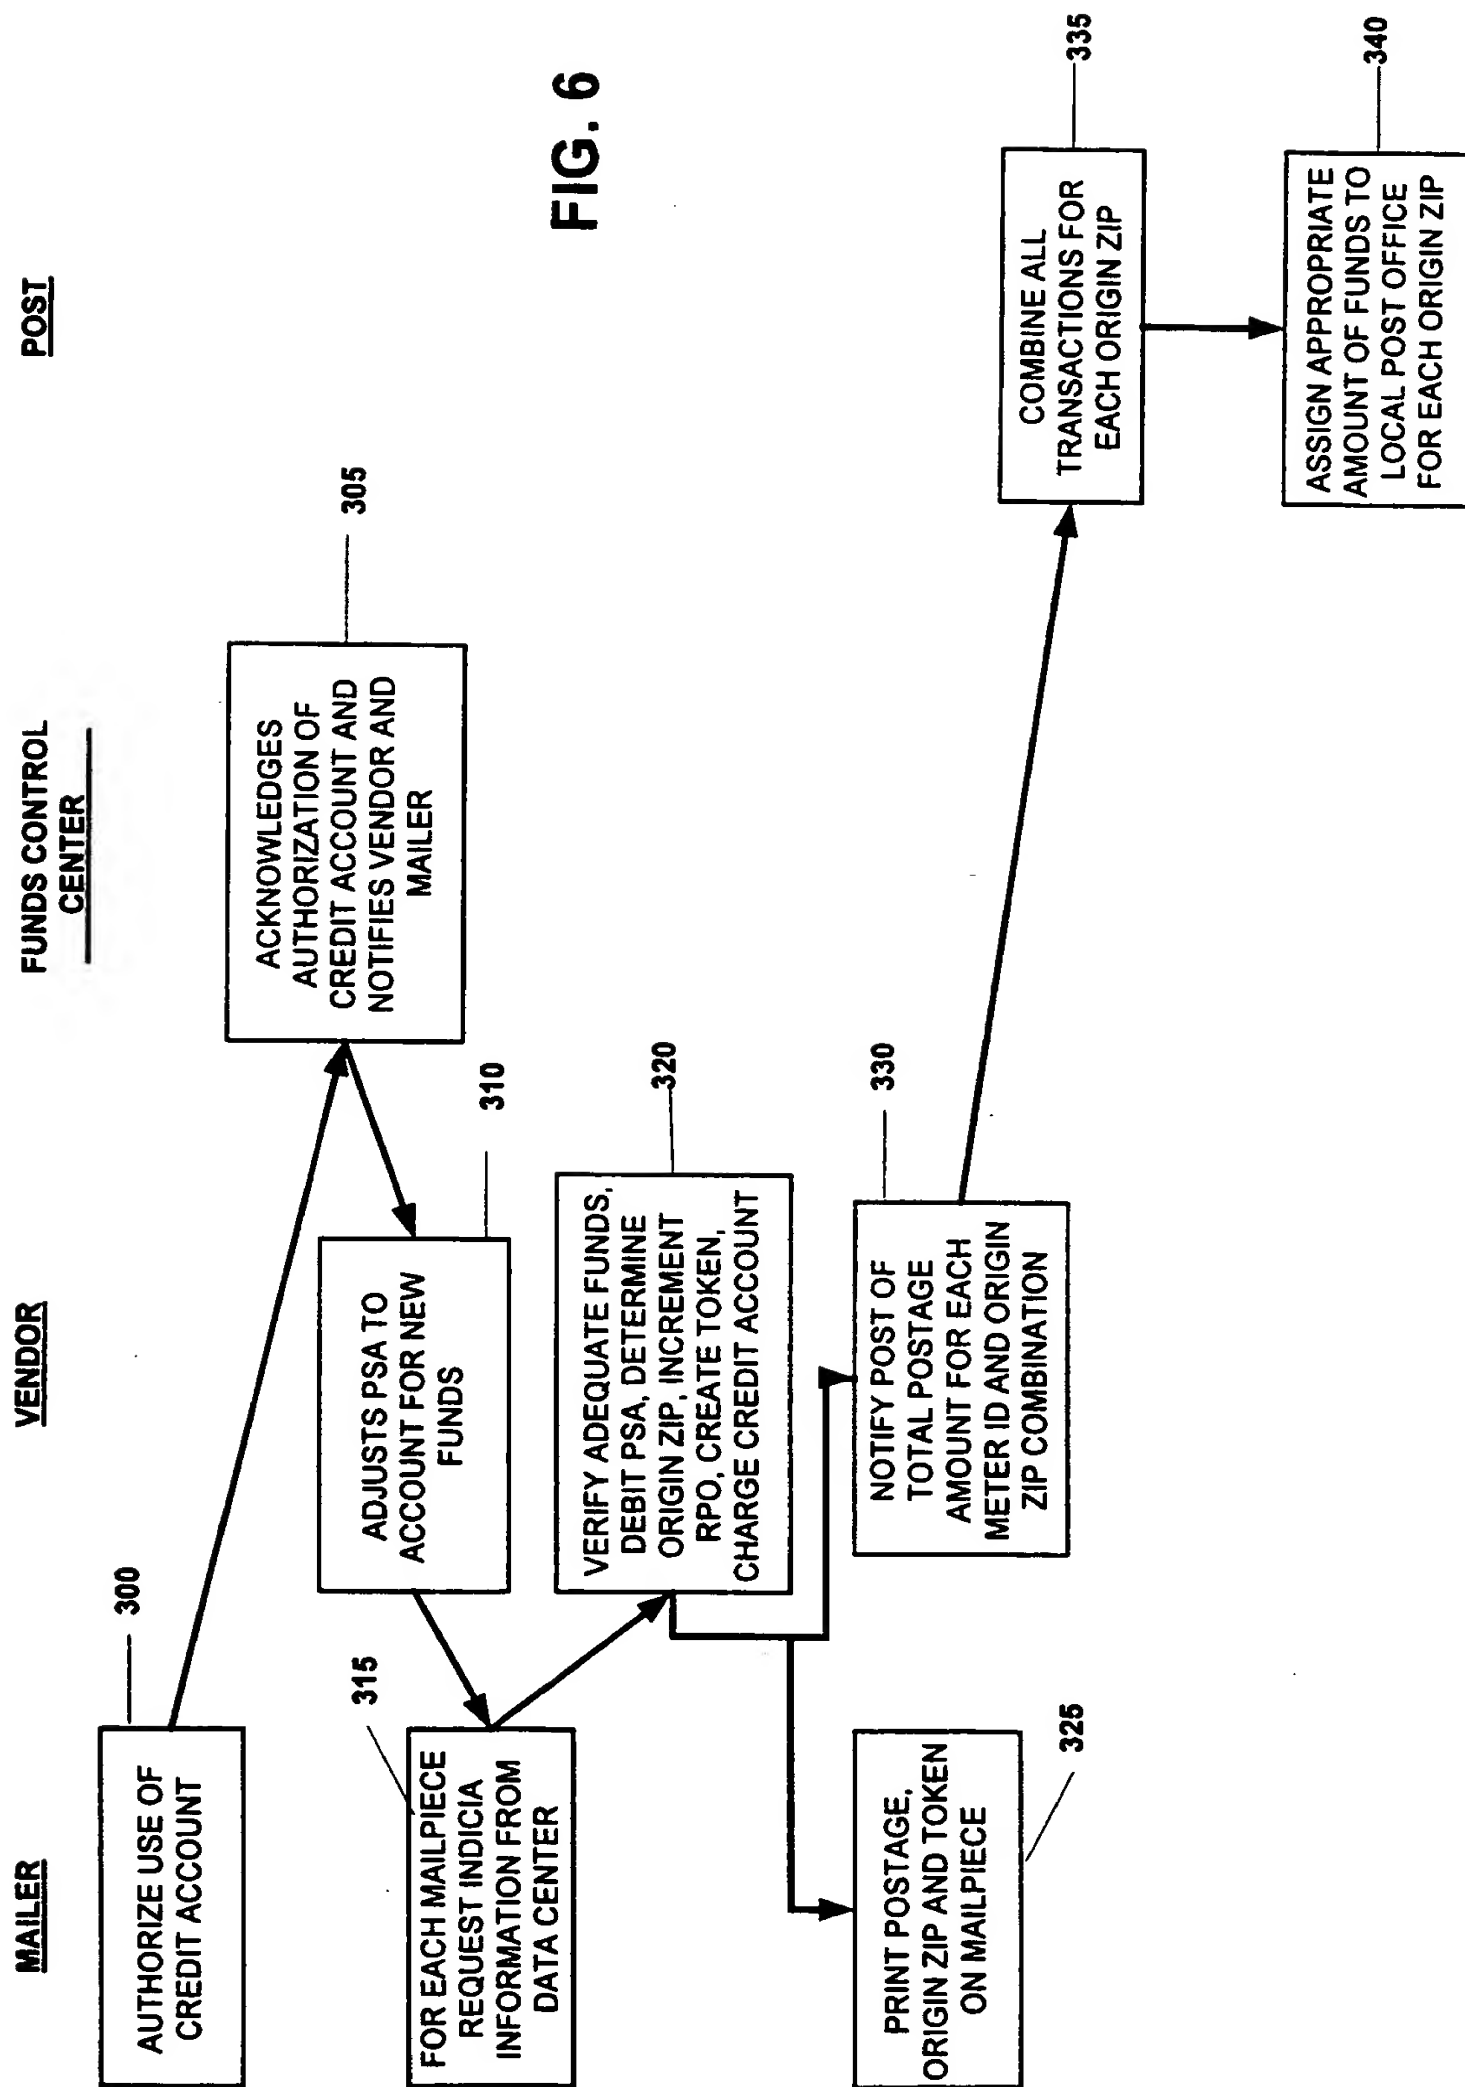 MAILER
VENDOR
FUNDS CONTROL
CENTER
POST
300
AUTHORIZE USE OF
CREDIT ACCOUNT
305
ACKNOWLEDGES
AUTHORIZATION OF
CREDIT ACCOUNT AND
NOTIFIES VENDOR AND
MAILER
310
ADJUSTS PSA TO
ACCOUNT FOR NEW
FUNDS
315
FOR EACH MAILPIECE
REQUEST INDICIA
INFORMATION FROM
DATA CENTER
320
VERIFY ADEQUATE FUNDS,
DEBIT PSA, DETERMINE
ORIGIN ZIP, INCREMENT
RPO, CREATE TOKEN,
CHARGE CREDIT ACCOUNT
FIG. 6
325
PRINT POSTAGE,
ORIGIN ZIP AND TOKEN
ON MAILPIECE
330
NOTIFY POST OF
TOTAL POSTAGE
AMOUNT FOR EACH
METER ID AND ORIGIN
ZIP COMBINATION
335
COMBINE ALL
TRANSACTIONS FOR
EACH ORIGIN ZIP
340
ASSIGN APPROPRIATE
AMOUNT OF FUNDS TO
LOCAL POST OFFICE
FOR EACH ORIGIN ZIP